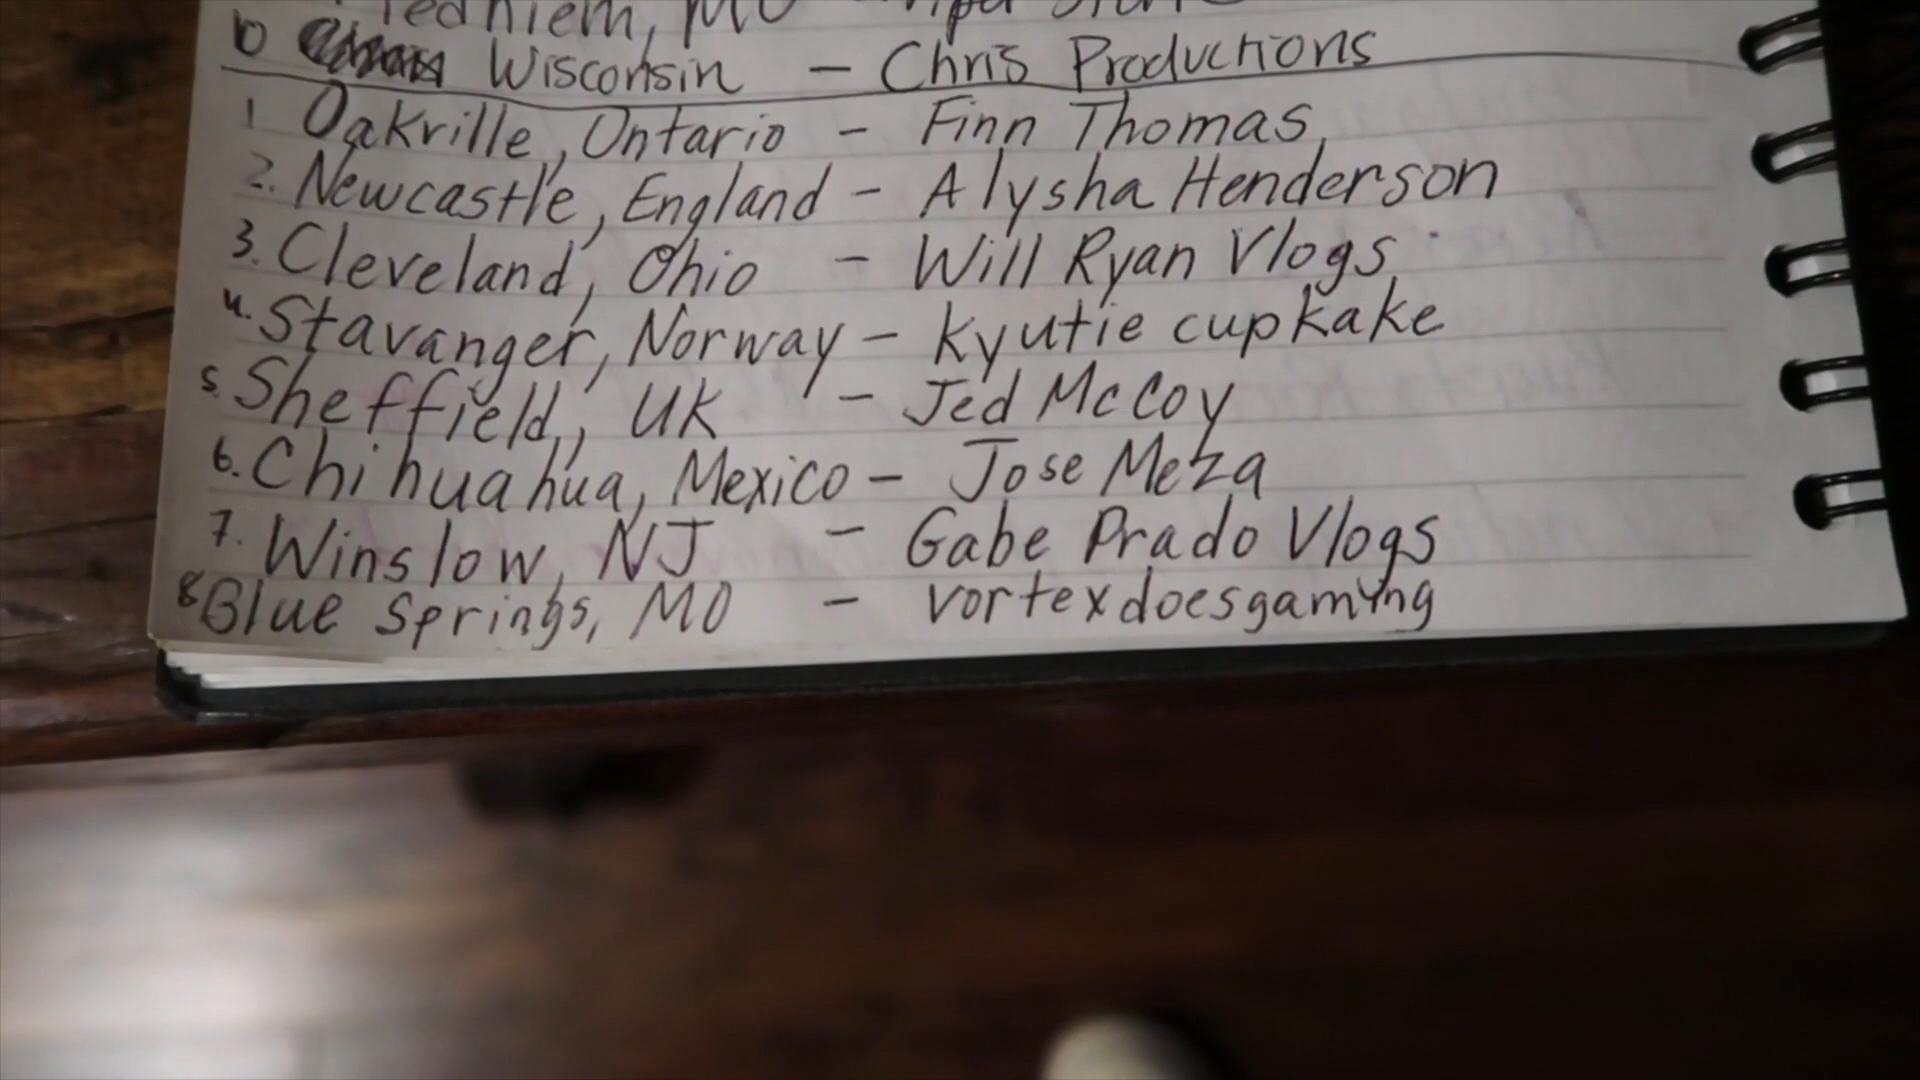 MO
10 Wisconsin - Chris Productions
1 Oakville, Ontario - Finn Thomas
2. Newcastle, England - Alysha Henderson
3. Cleveland, Ohio - Will Ryan Vlogs
4. Stavanger, Norway - Kyutie cupkake
5. Sheffield, UK - Jed McCoy
6. Chihuahua, Mexico - Jose Meza
7. Winslow, NJ - Gabe Prado Vlogs
8 Blue Springs, MO - vortexdoesgaming